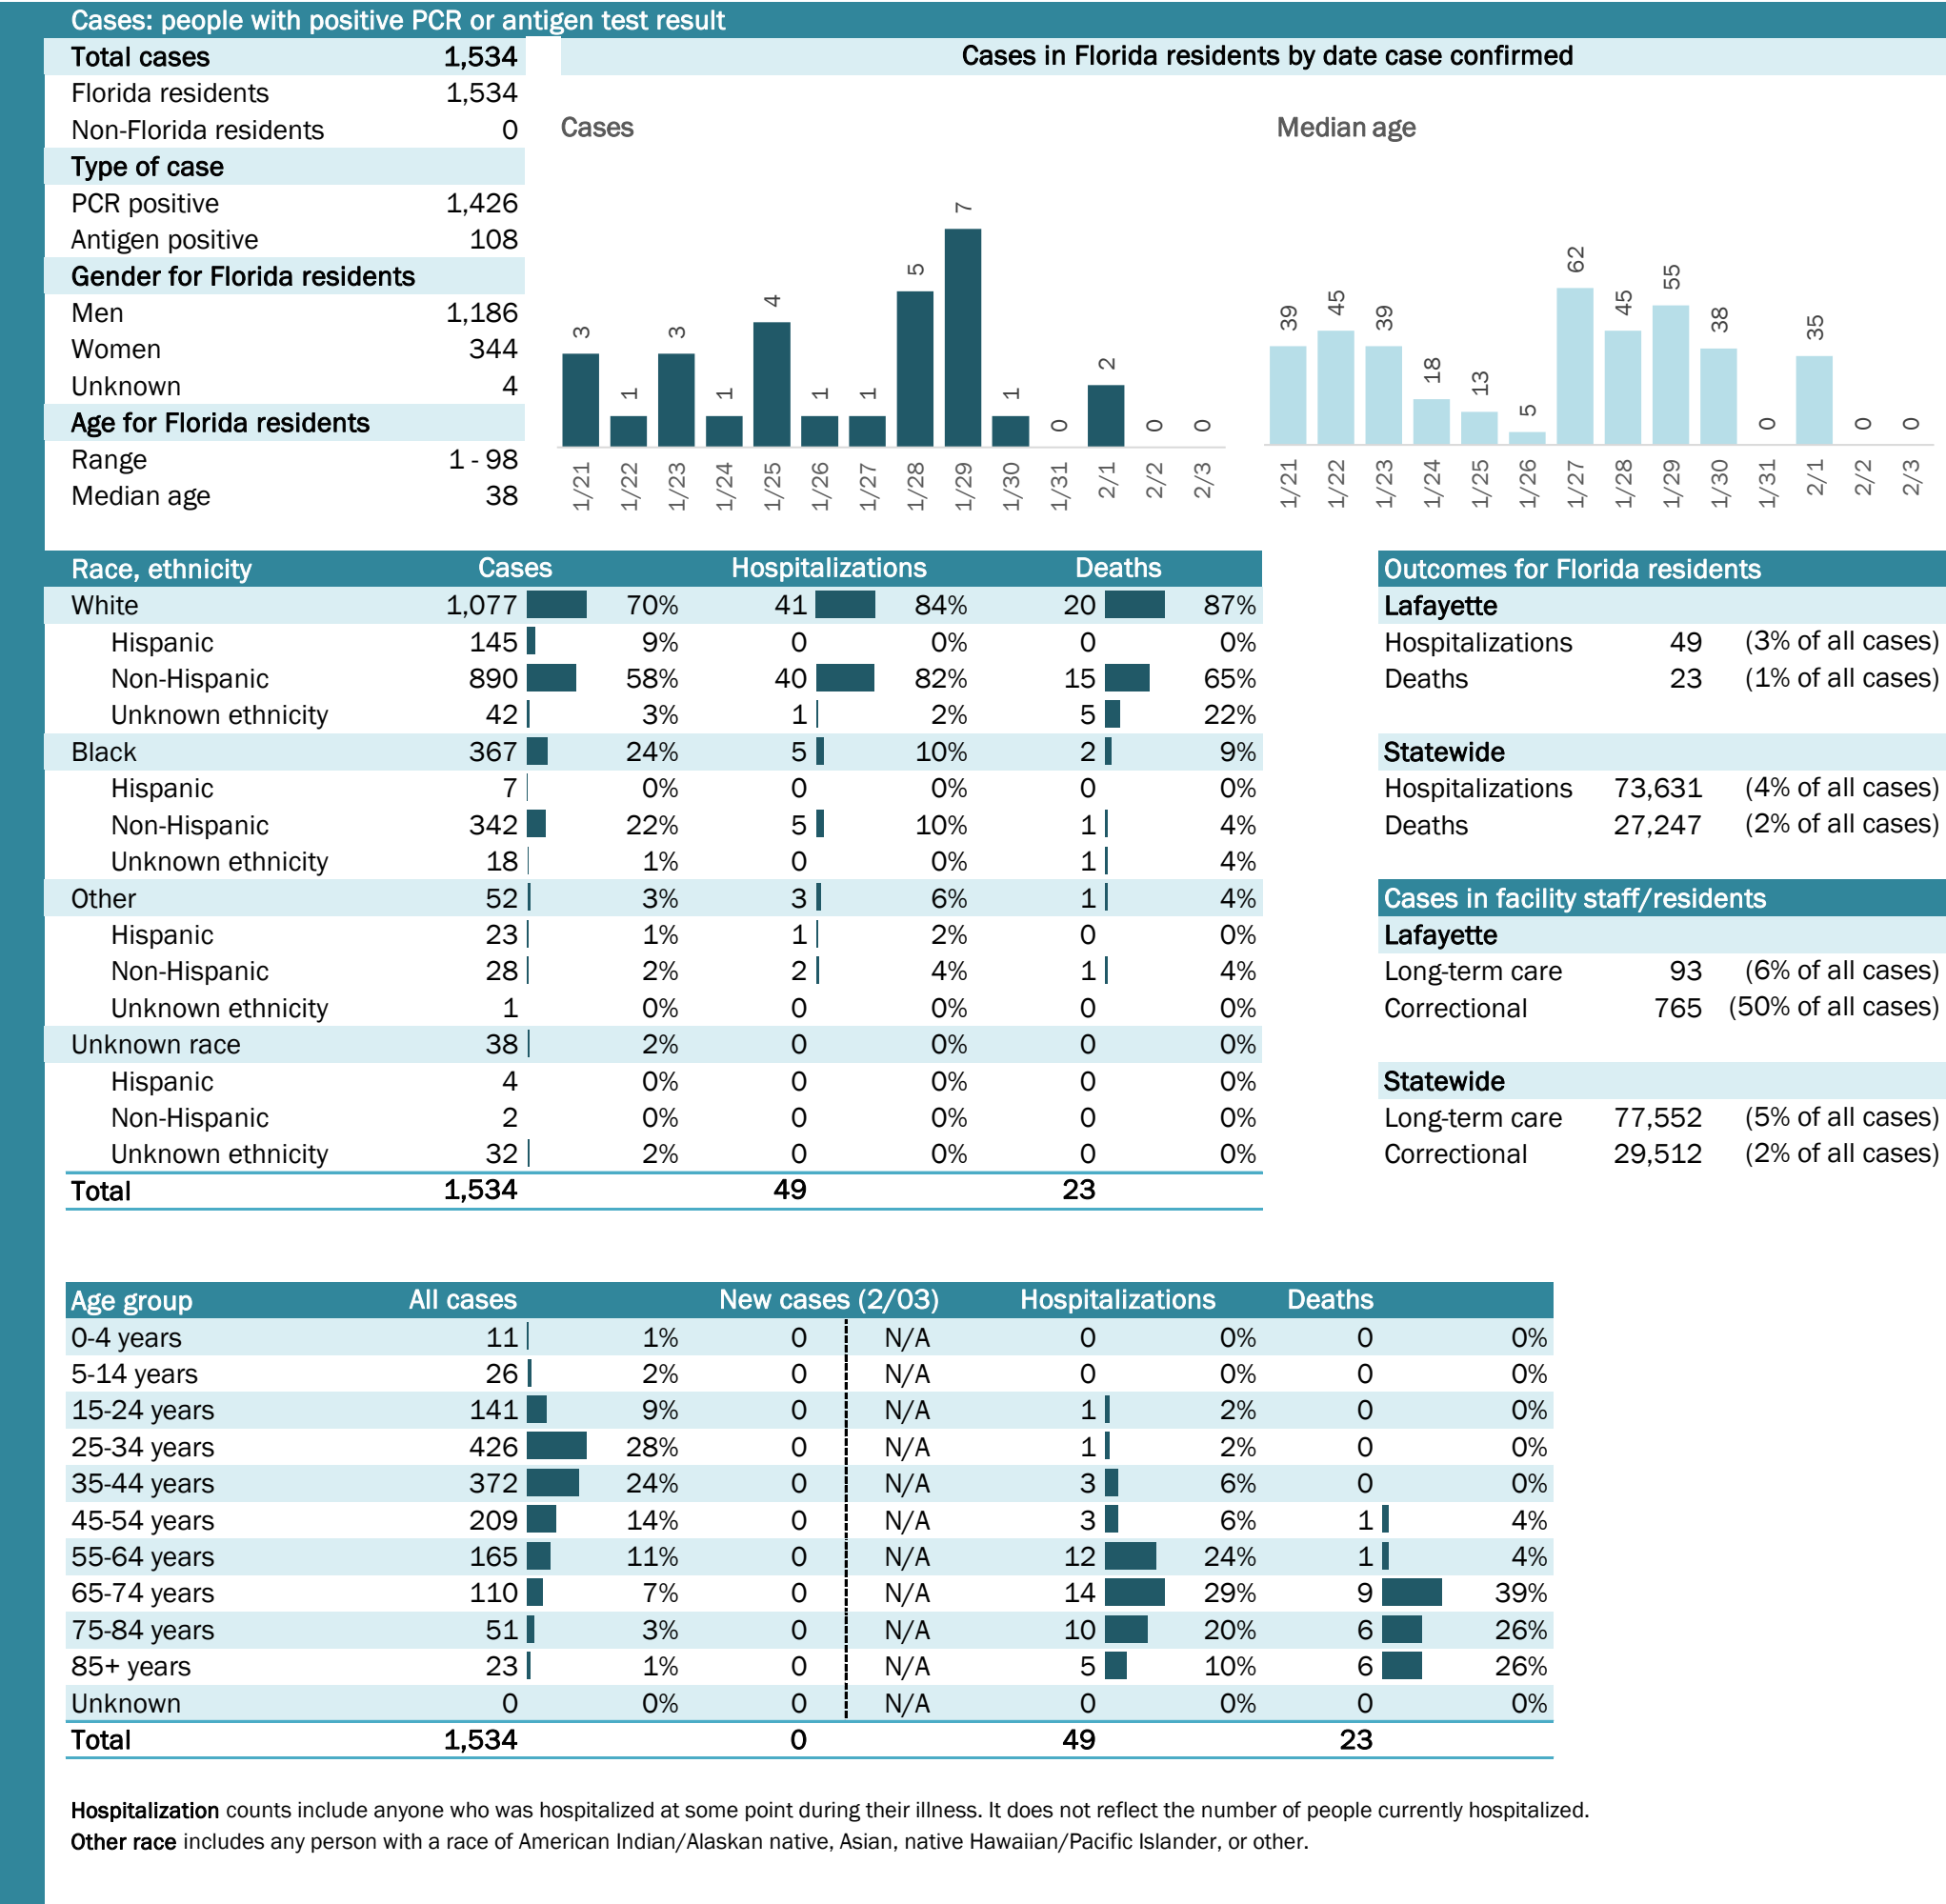 Cases: people with positive PCR or antigen test result
Total cases 1,534
Florida residents 1,534
Non-Florida residents 0
Type of case
PCR positive 1,426
Antigen positive 108
Gender for Florida residents
Men 1,186
Women 344
Unknown 4
Age for Florida residents
Range 1 - 98
Median age 38
Cases in Florida residents by date case confirmed
Cases
3 1 3 1 4 1 1 5 7 1 0 2 0 0
1/21 1/22 1/23 1/24 1/25 1/26 1/27 1/28 1/29 1/30 1/31 2/1 2/2 2/3
Median age
39 45 39 18 13 5 62 45 55 38 0 35 0 0
1/21 1/22 1/23 1/24 1/25 1/26 1/27 1/28 1/29 1/30 1/31 2/1 2/2 2/3
Race, ethnicity Cases Hospitalizations Deaths
White 1,077 70% 41 84% 20 87%
Hispanic 145 9% 0 0% 0 0%
Non-Hispanic 890 58% 40 82% 15 65%
Unknown ethnicity 42 3% 1 2% 5 22%
Black 367 24% 5 10% 2 9%
Hispanic 7 0% 0 0% 0 0%
Non-Hispanic 342 22% 5 10% 1 4%
Unknown ethnicity 18 1% 0 0% 1 4%
Other 52 3% 3 6% 1 4%
Hispanic 23 1% 1 2% 0 0%
Non-Hispanic 28 2% 2 4% 1 4%
Unknown ethnicity 1 0% 0 0% 0 0%
Unknown race 38 2% 0 0% 0 0%
Hispanic 4 0% 0 0% 0 0%
Non-Hispanic 2 0% 0 0% 0 0%
Unknown ethnicity 32 2% 0 0% 0 0%
Total 1,534 49 23
Outcomes for Florida residents
Lafayette
Hospitalizations 49 (3% of all cases)
Deaths 23 (1% of all cases)
Statewide
Hospitalizations 73,631 (4% of all cases)
Deaths 27,247 (2% of all cases)
Cases in facility staff/residents
Lafayette
Long-term care 93 (6% of all cases)
Correctional 765 (50% of all cases)
Statewide
Long-term care 77,552 (5% of all cases)
Correctional 29,512 (2% of all cases)
Age group All cases New cases (2/03) Hospitalizations Deaths
0-4 years 11 1% 0 N/A 0 0% 0 0%
5-14 years 26 2% 0 N/A 0 0% 0 0%
15-24 years 141 9% 0 N/A 1 2% 0 0%
25-34 years 426 28% 0 N/A 1 2% 0 0%
35-44 years 372 24% 0 N/A 3 6% 0 0%
45-54 years 209 14% 0 N/A 3 6% 1 4%
55-64 years 165 11% 0 N/A 12 24% 1 4%
65-74 years 110 7% 0 N/A 14 29% 9 39%
75-84 years 51 3% 0 N/A 10 20% 6 26%
85+ years 23 1% 0 N/A 5 10% 6 26%
Unknown 0 0% 0 N/A 0 0% 0 0%
Total 1,534 0 49 23
Hospitalization counts include anyone who was hospitalized at some point during their illness. It does not reflect the number of people currently hospitalized.
Other race includes any person with a race of American Indian/Alaskan native, Asian, native Hawaiian/Pacific Islander, or other.